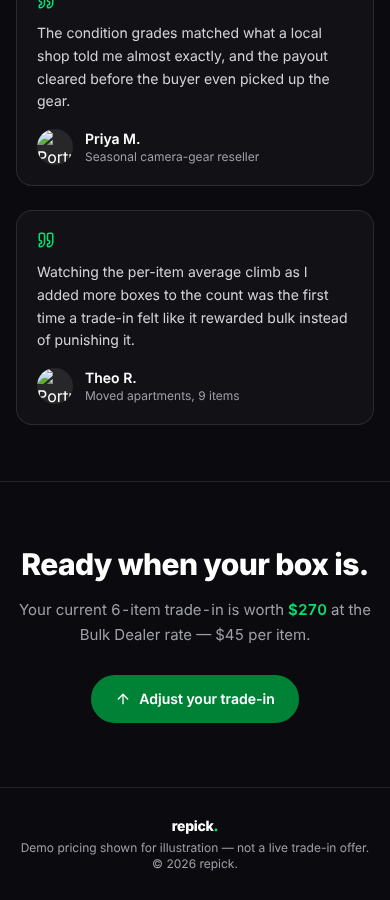 The condition grades matched what a local
shop told me almost exactly, and the payout
cleared before the buyer even picked up the
gear.
Priya M.
Seasonal camera-gear reseller
Watching the per-item average climb as I
added more boxes to the count was the first
time a trade-in felt like it rewarded bulk instead
of punishing it.
Theo R.
Moved apartments, 9 items
Ready when your box is.
Your current 6-item trade-in is worth $270 at the
Bulk Dealer rate — $45 per item.
↑ Adjust your trade-in
repick.
Demo pricing shown for illustration — not a live trade-in offer.
© 2026 repick.